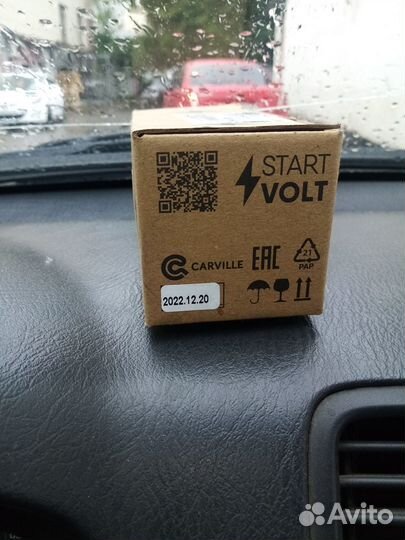 START
VOLT
CARVILLE
EAC
21
PAP
2022.12.20
Avito